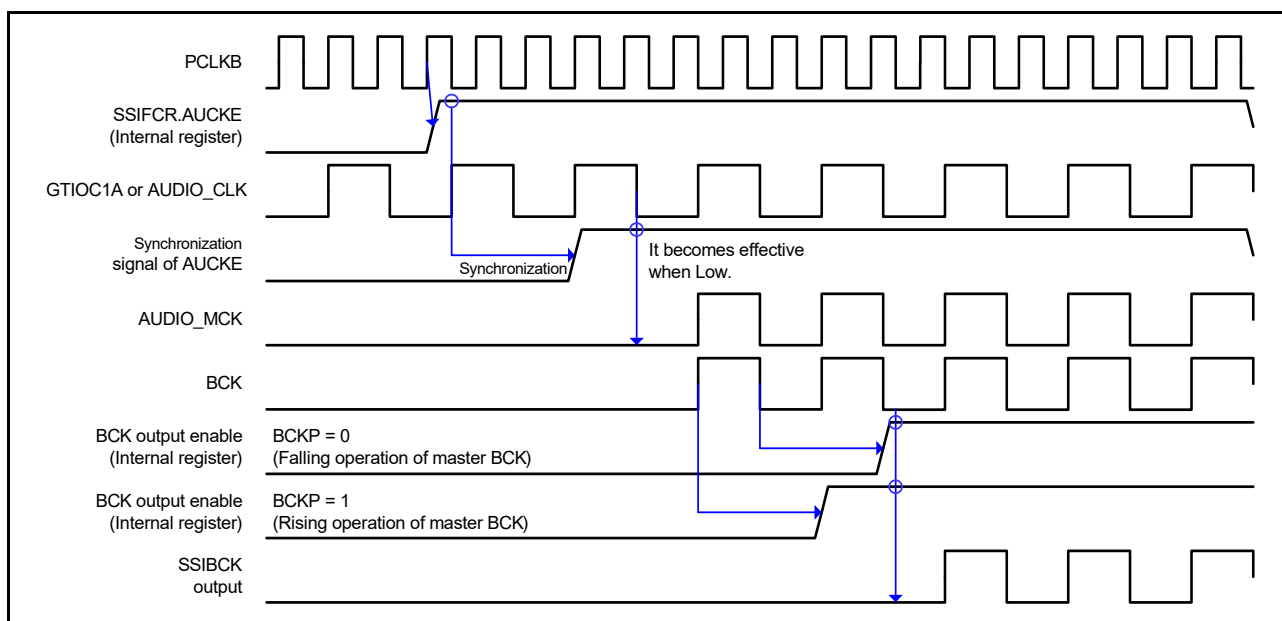 PCLKB
SSIFCR.AUCKE
(Internal register)
GTIOC1A or AUDIO_CLK
Synchronization
signal of AUCKE
Synchronization
It becomes effective
when Low.
AUDIO_MCK
BCK
BCK output enable
(Internal register)
BCKP = 0
(Falling operation of master BCK)
BCK output enable
(Internal register)
BCKP = 1
(Rising operation of master BCK)
SSIBCK
output